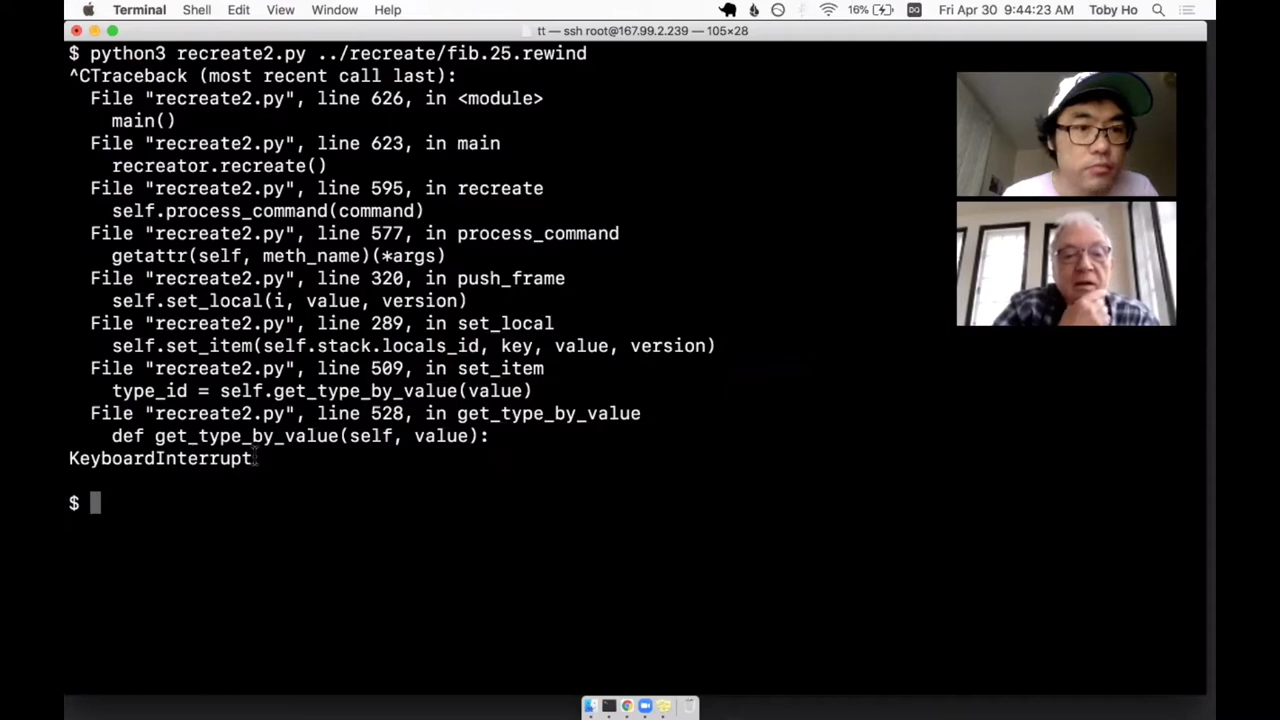 Terminal Shell Edit View Window Help 16% Fri Apr 30 9:44:23 AM Toby Ho
tt — ssh root@167.99.2.239 — 105×28
$ python3 recreate2.py ../recreate/fib.25.rewind
^CTraceback (most recent call last):
File "recreate2.py", line 626, in <module>
main()
File "recreate2.py", line 623, in main
recreator.recreate()
File "recreate2.py", line 595, in recreate
self.process_command(command)
File "recreate2.py", line 577, in process_command
getattr(self, meth_name)(*args)
File "recreate2.py", line 320, in push_frame
self.set_local(i, value, version)
File "recreate2.py", line 289, in set_local
self.set_item(self.stack.locals_id, key, value, version)
File "recreate2.py", line 509, in set_item
type_id = self.get_type_by_value(value)
File "recreate2.py", line 528, in get_type_by_value
def get_type_by_value(self, value):
KeyboardInterrupt
$